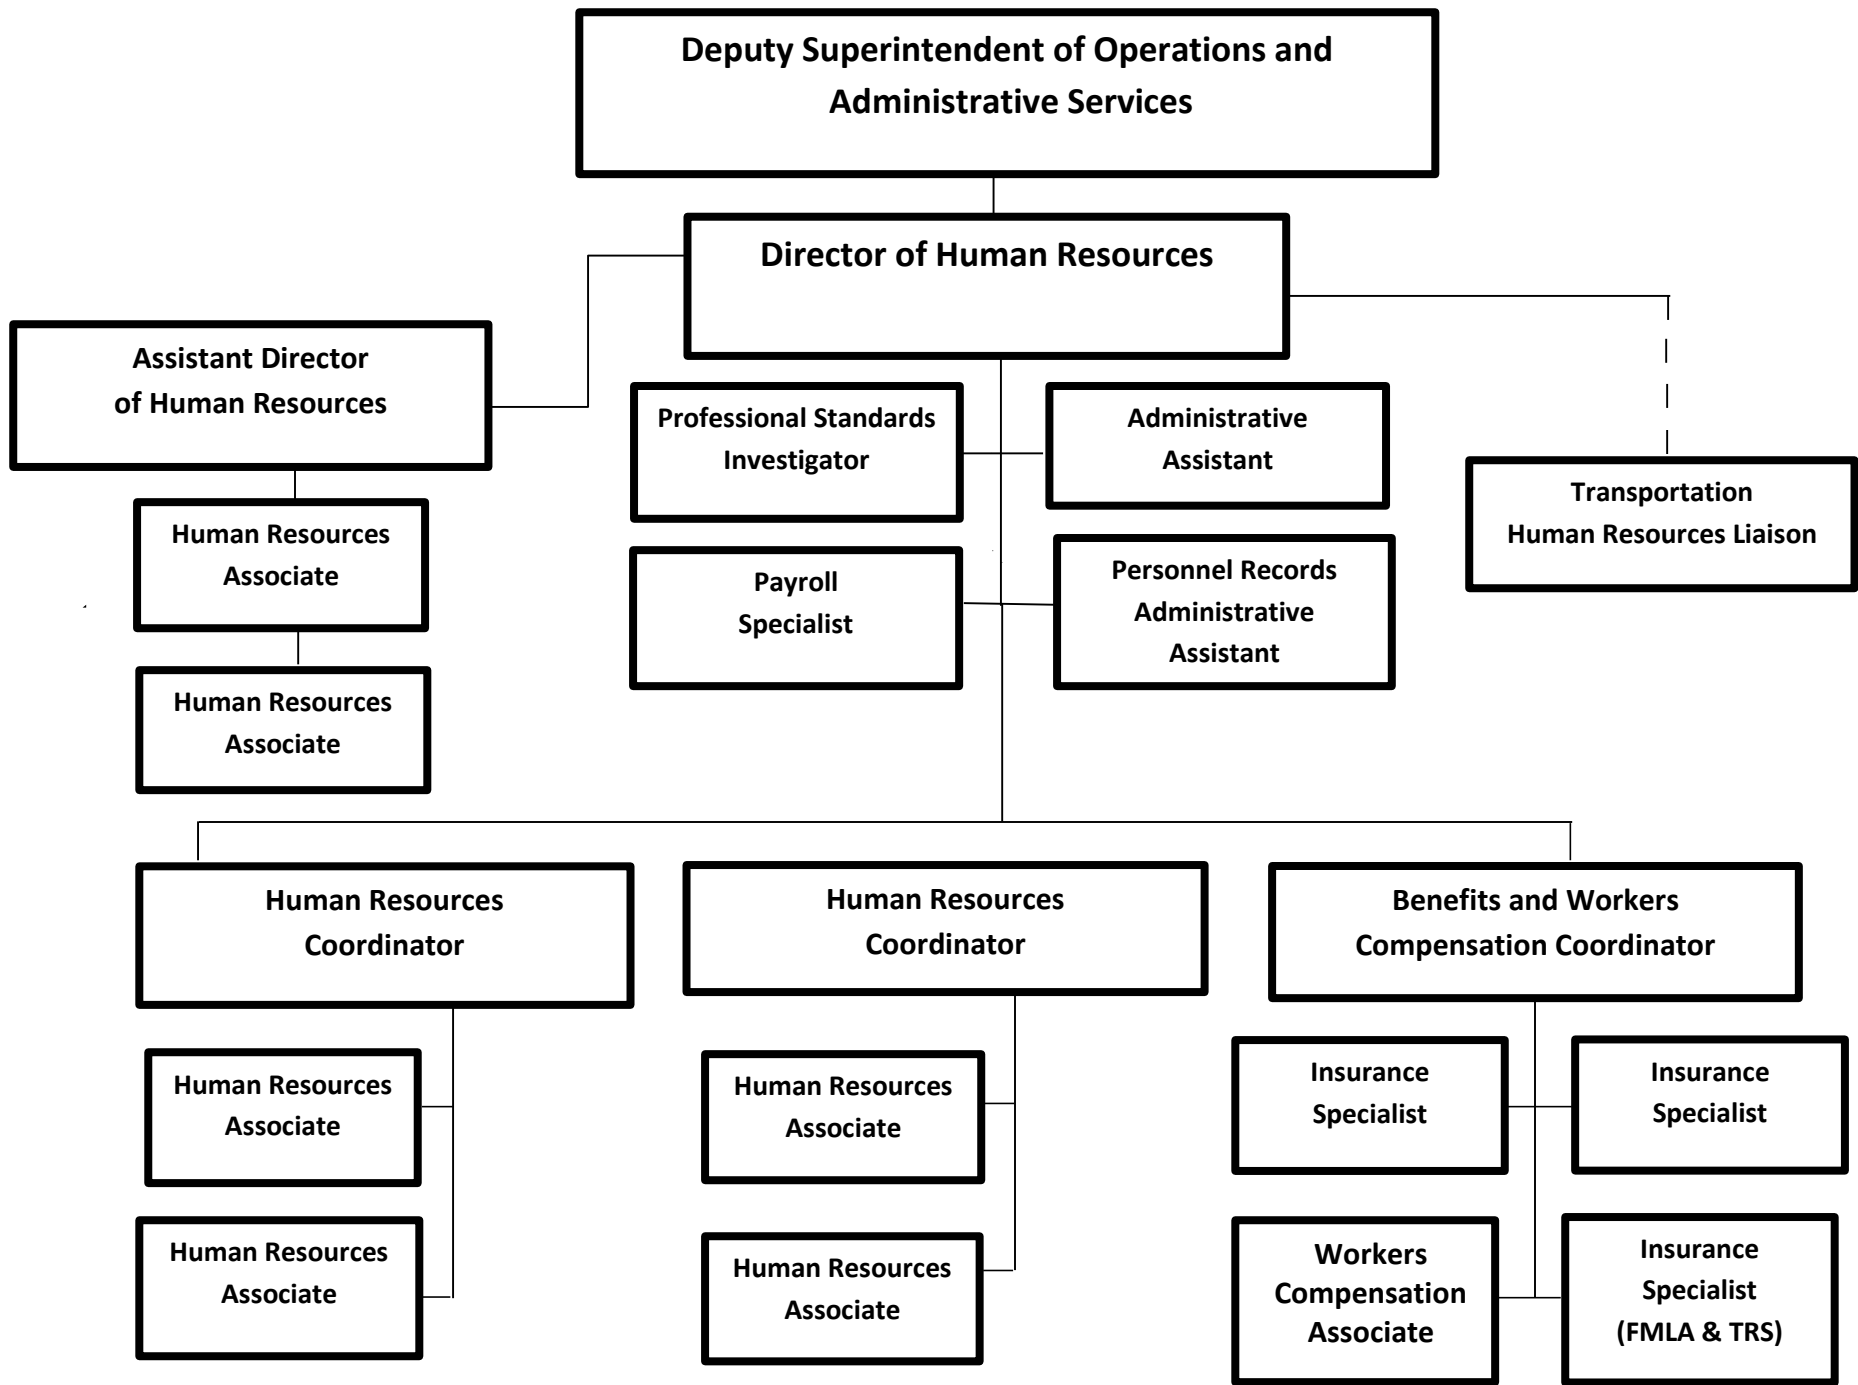 Deputy Superintendent of Operations and
Administrative Services
Director of Human Resources
Assistant Director
of Human Resources
Professional Standards
Investigator
Administrative
Assistant
Transportation
Human Resources Liaison
Human Resources
Associate
Payroll
Specialist
Personnel Records
Administrative
Assistant
Human Resources
Associate
Human Resources
Coordinator
Human Resources
Coordinator
Benefits and Workers
Compensation Coordinator
Human Resources
Associate
Human Resources
Associate
Insurance
Specialist
Insurance
Specialist
Human Resources
Associate
Human Resources
Associate
Workers
Compensation
Associate
Insurance
Specialist
(FMLA & TRS)